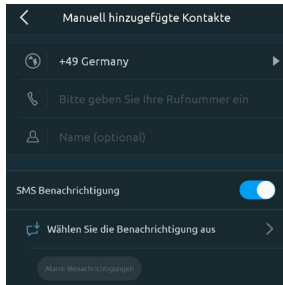 Manuell hinzugefügte Kontakte
+49 Germany
Bitte geben Sie Ihre Rufnummer ein
Name (optional)
SMS Benachrichtigung
Wählen Sie die Benachrichtigung aus
Alarm-Benachrichtigungen